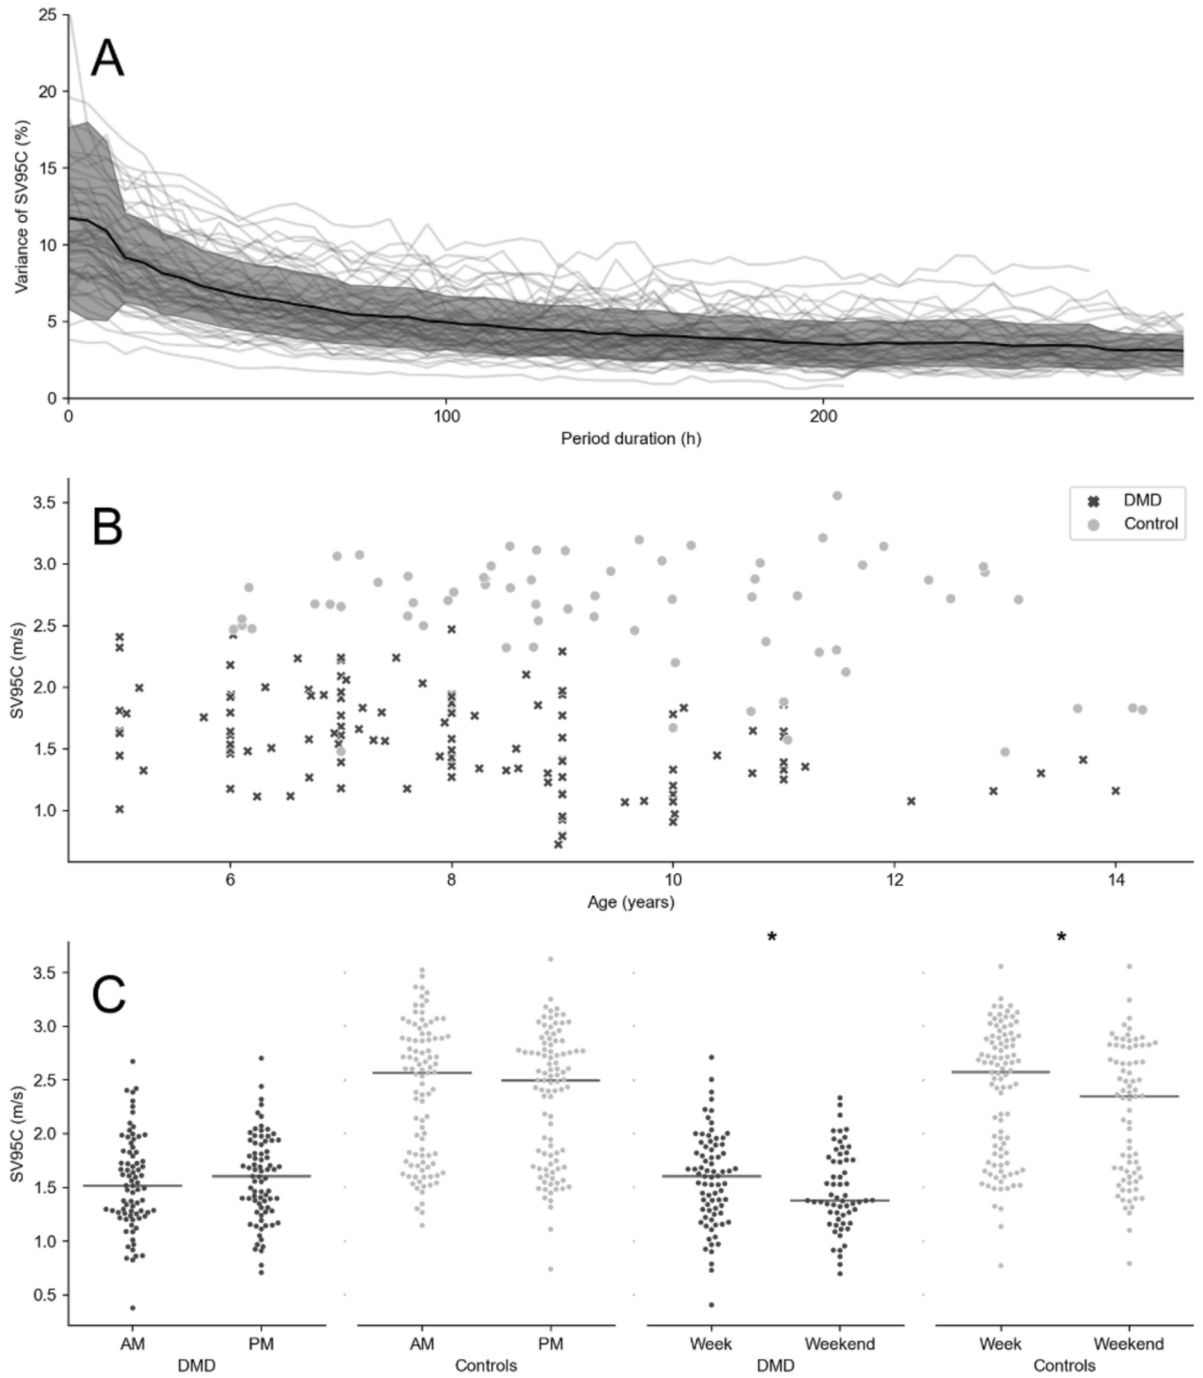 A
Variance of SV95C (%)
25
20
15
10
5
0
0 100 200
Period duration (h)
B
SV95C (m/s)
3.5
3.0
2.5
2.0
1.5
1.0
DMD
Control
6 8 10 12 14
Age (years)
C
* *
SV95C (m/s)
3.5
3.0
2.5
2.0
1.5
1.0
0.5
AM PM AM PM Week Weekend Week Weekend
DMD Controls DMD Controls